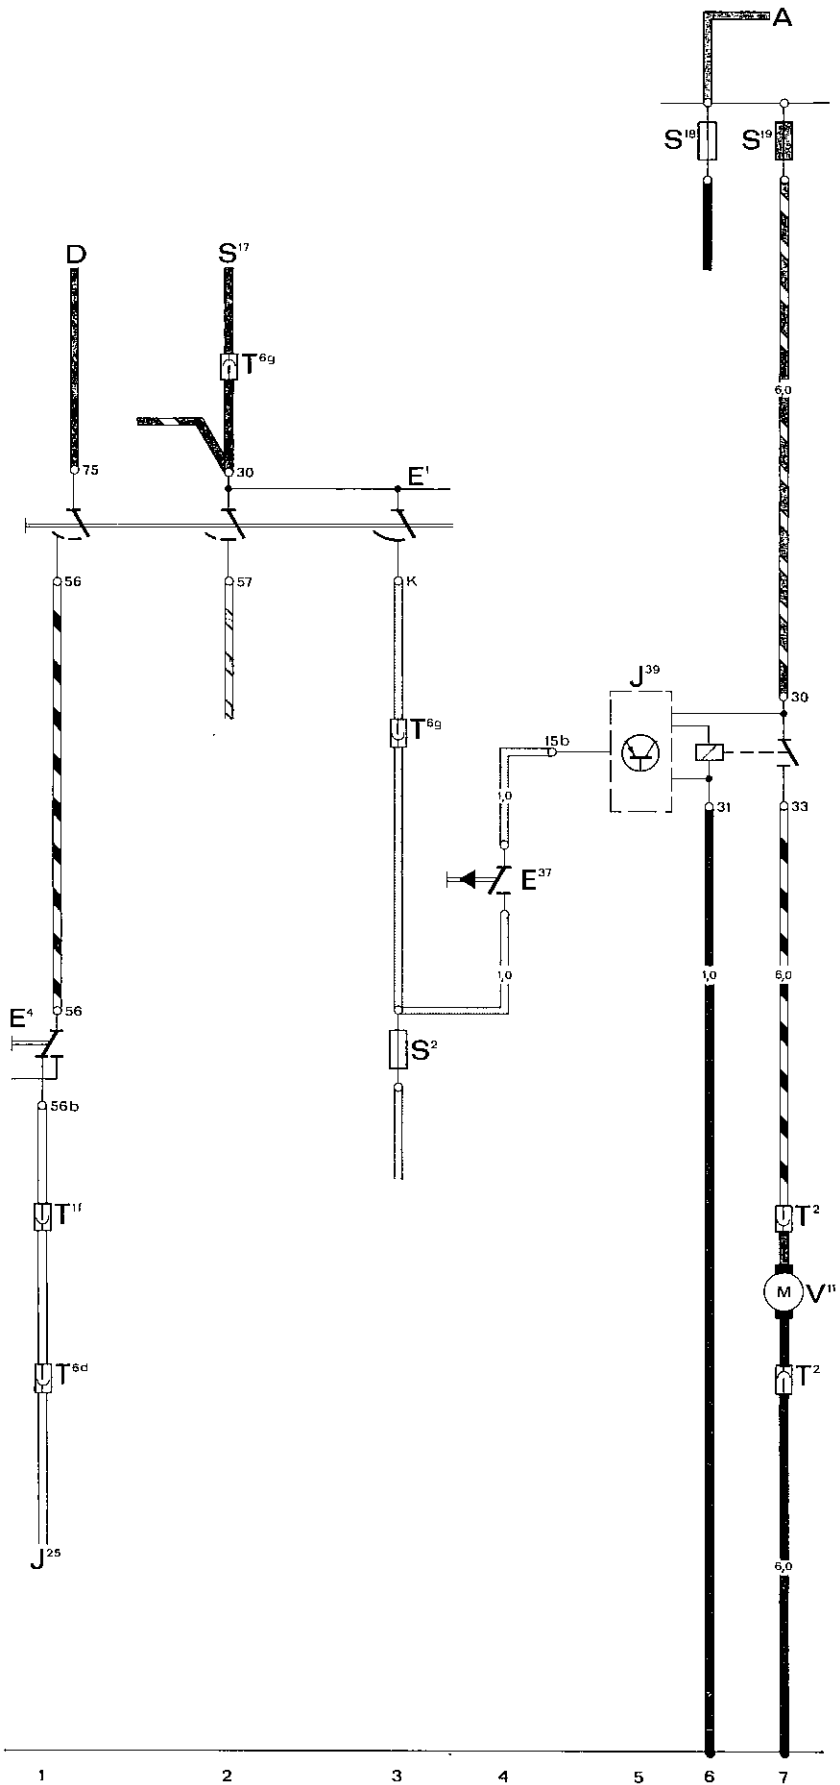 A
S¹⁸ S¹⁹
D S¹⁷
T⁶ᵍ
6,0
75 30 E¹
56 57 K
J³⁹
30
T⁶ᵍ 15b
1,0
31 33
E³⁷
1,0 1,0 6,0
56
E⁴
S²
56b
T¹ᶠ T²
M V¹¹
T⁶ᵈ T²
J²⁵
6,0
1 2 3 4 5 6 7